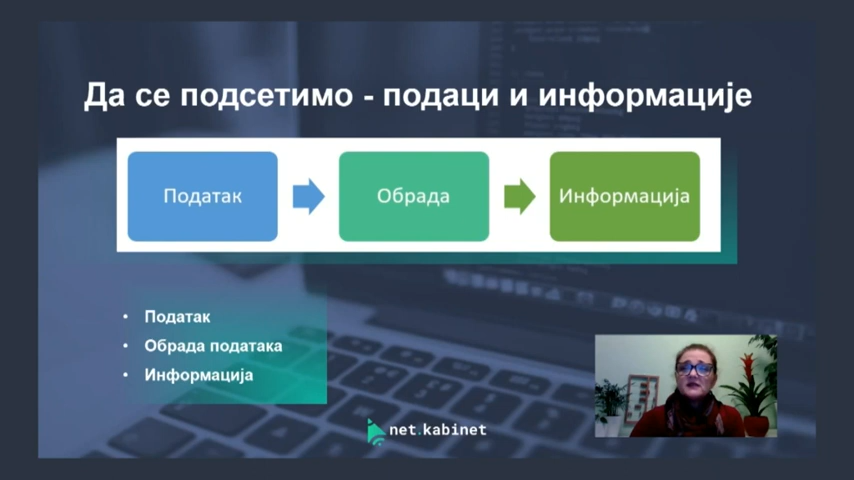 Да се подсетимо - подаци и информације
Податак
Обрада
Информација
Податак
Обрада података
Информација
net.kabinet